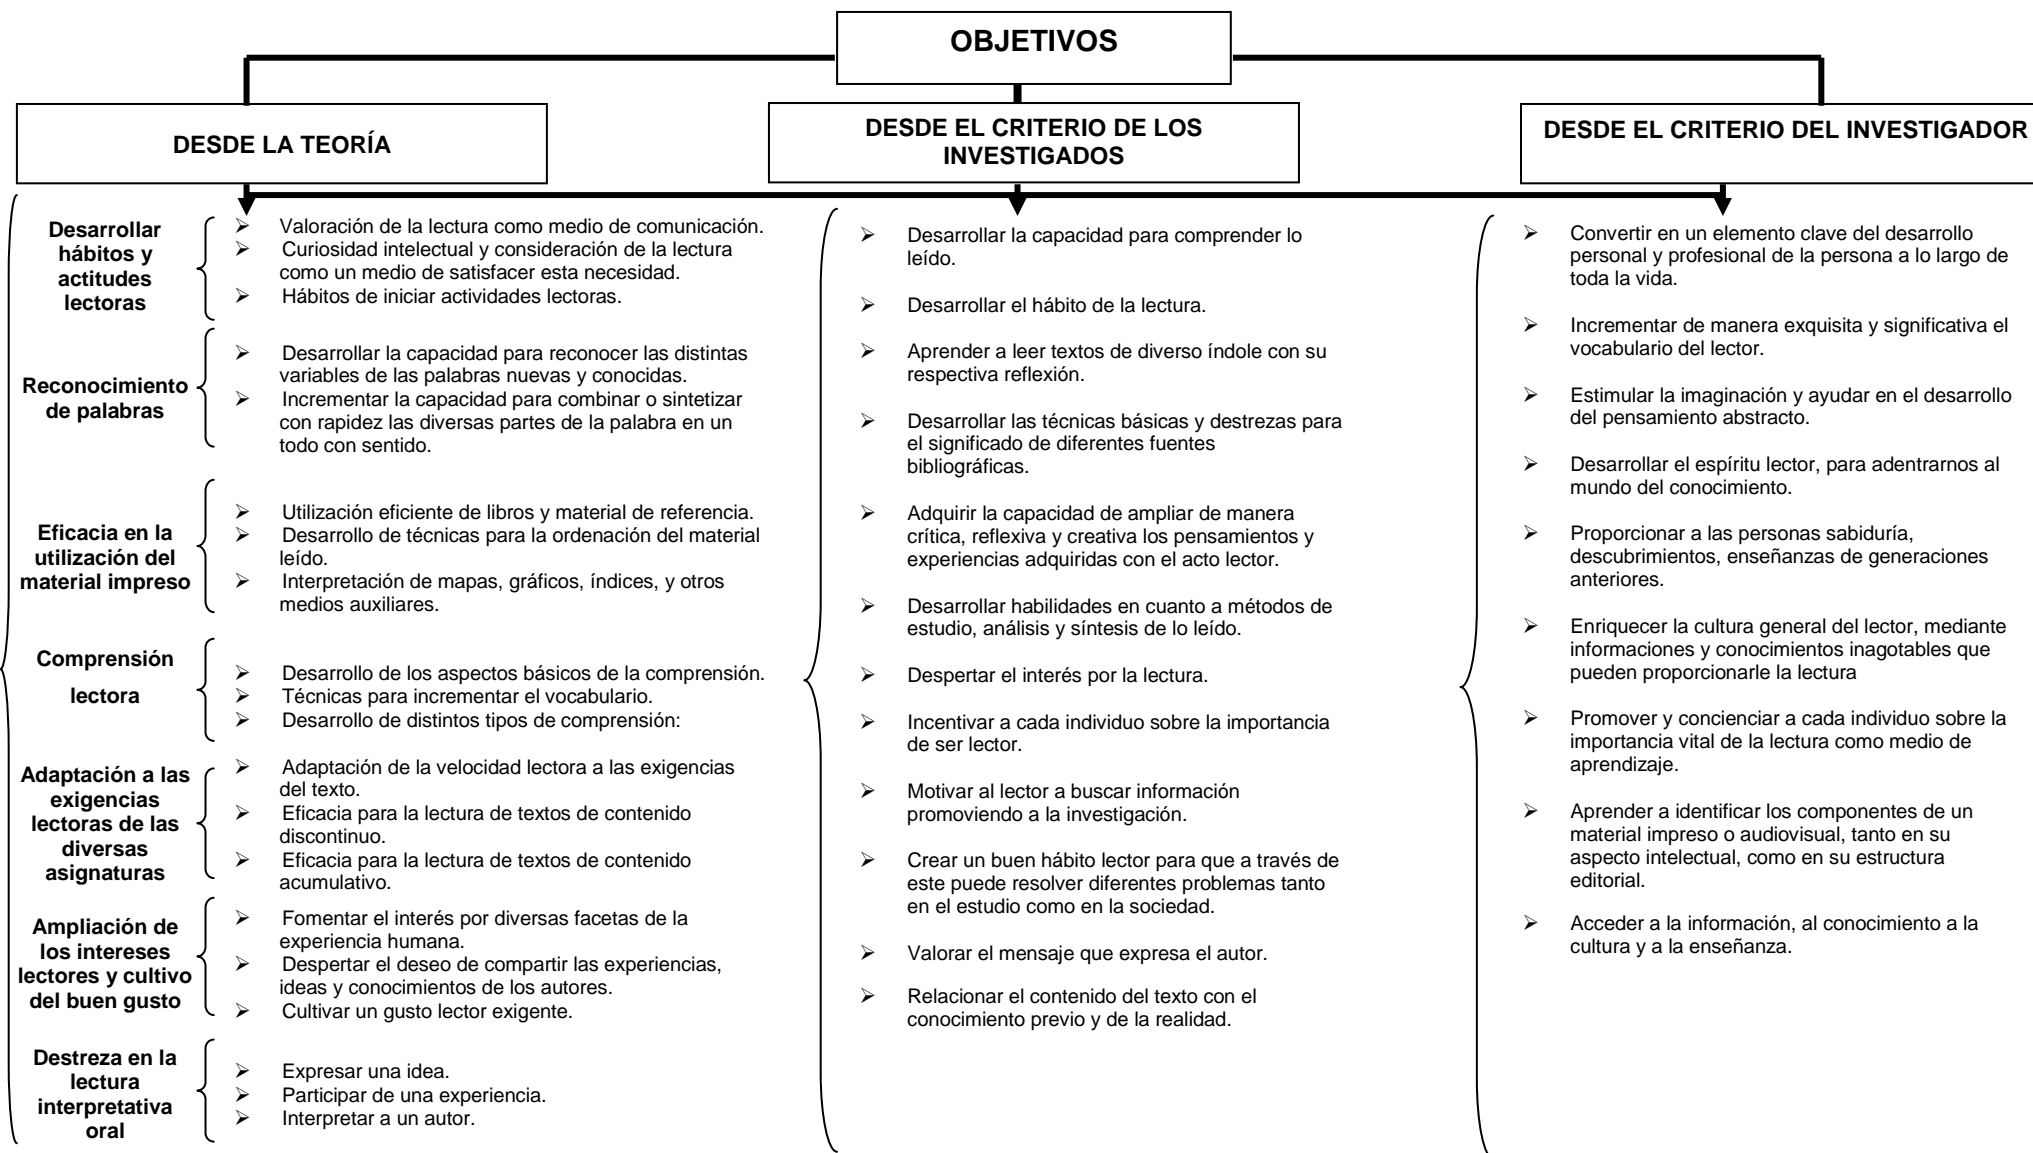 OBJETIVOS
DESDE LA TEORÍA
DESDE EL CRITERIO DE LOS
INVESTIGADOS
DESDE EL CRITERIO DEL INVESTIGADOR
Desarrollar
hábitos y
actitudes
lectoras
➢ Valoración de la lectura como medio de comunicación.
➢ Curiosidad intelectual y consideración de la lectura
como un medio de satisfacer esta necesidad.
➢ Hábitos de iniciar actividades lectoras.
Reconocimiento
de palabras
➢ Desarrollar la capacidad para reconocer las distintas
variables de las palabras nuevas y conocidas.
➢ Incrementar la capacidad para combinar o sintetizar
con rapidez las diversas partes de la palabra en un
todo con sentido.
Eficacia en la
utilización del
material impreso
➢ Utilización eficiente de libros y material de referencia.
➢ Desarrollo de técnicas para la ordenación del material
leído.
➢ Interpretación de mapas, gráficos, índices, y otros
medios auxiliares.
Comprensión
lectora
➢ Desarrollo de los aspectos básicos de la comprensión.
➢ Técnicas para incrementar el vocabulario.
➢ Desarrollo de distintos tipos de comprensión:
Adaptación a las
exigencias
lectoras de las
diversas
asignaturas
➢ Adaptación de la velocidad lectora a las exigencias
del texto.
➢ Eficacia para la lectura de textos de contenido
discontinuo.
➢ Eficacia para la lectura de textos de contenido
acumulativo.
Ampliación de
los intereses
lectores y cultivo
del buen gusto
➢ Fomentar el interés por diversas facetas de la
experiencia humana.
➢ Despertar el deseo de compartir las experiencias,
ideas y conocimientos de los autores.
➢ Cultivar un gusto lector exigente.
Destreza en la
lectura
interpretativa
oral
➢ Expresar una idea.
➢ Participar de una experiencia.
➢ Interpretar a un autor.
➢ Desarrollar la capacidad para comprender lo
leído.
➢ Desarrollar el hábito de la lectura.
➢ Aprender a leer textos de diverso índole con su
respectiva reflexión.
➢ Desarrollar las técnicas básicas y destrezas para
el significado de diferentes fuentes
bibliográficas.
➢ Adquirir la capacidad de ampliar de manera
crítica, reflexiva y creativa los pensamientos y
experiencias adquiridas con el acto lector.
➢ Desarrollar habilidades en cuanto a métodos de
estudio, análisis y síntesis de lo leído.
➢ Despertar el interés por la lectura.
➢ Incentivar a cada individuo sobre la importancia
de ser lector.
➢ Motivar al lector a buscar información
promoviendo a la investigación.
➢ Crear un buen hábito lector para que a través de
este puede resolver diferentes problemas tanto
en el estudio como en la sociedad.
➢ Valorar el mensaje que expresa el autor.
➢ Relacionar el contenido del texto con el
conocimiento previo y de la realidad.
➢ Convertir en un elemento clave del desarrollo
personal y profesional de la persona a lo largo de
toda la vida.
➢ Incrementar de manera exquisita y significativa el
vocabulario del lector.
➢ Estimular la imaginación y ayudar en el desarrollo
del pensamiento abstracto.
➢ Desarrollar el espíritu lector, para adentrarnos al
mundo del conocimiento.
➢ Proporcionar a las personas sabiduría,
descubrimientos, enseñanzas de generaciones
anteriores.
➢ Enriquecer la cultura general del lector, mediante
informaciones y conocimientos inagotables que
pueden proporcionarle la lectura
➢ Promover y concienciar a cada individuo sobre la
importancia vital de la lectura como medio de
aprendizaje.
➢ Aprender a identificar los componentes de un
material impreso o audiovisual, tanto en su
aspecto intelectual, como en su estructura
editorial.
➢ Acceder a la información, al conocimiento a la
cultura y a la enseñanza.